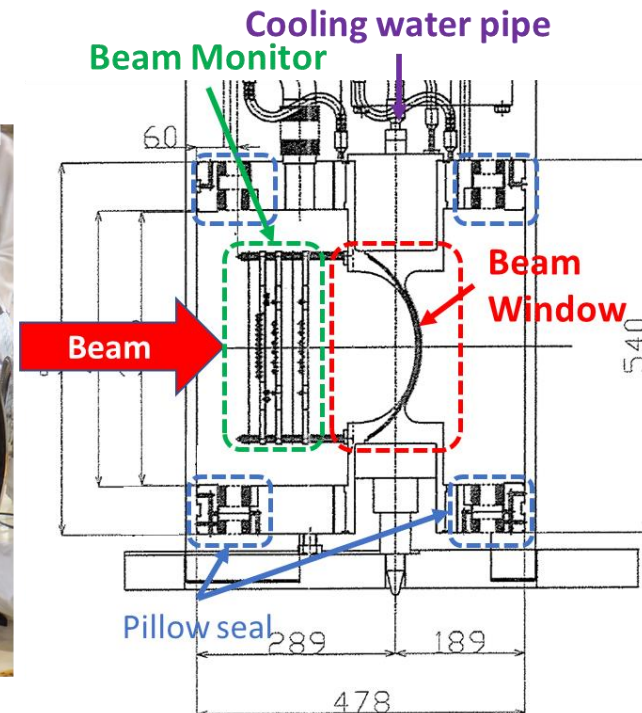 Cooling water pipe
Beam Monitor
60
Beam
Window
Beam
540
Pillow seal
289
189
478